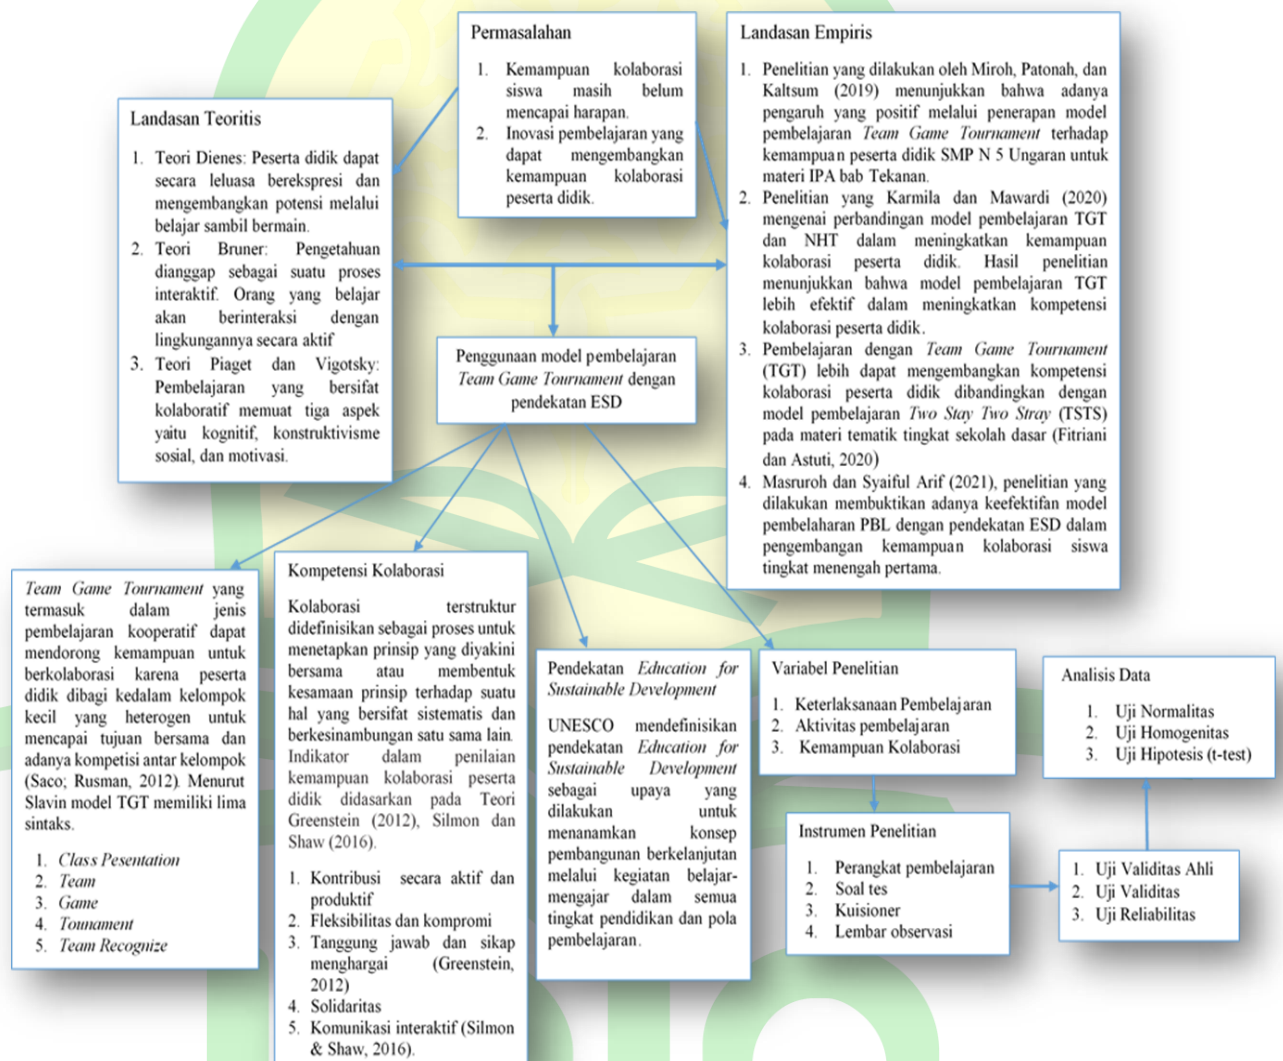 Permasalahan
1. Kemampuan kolaborasi
siswa masih belum
mencapai harapan.
2. Inovasi pembelajaran yang
dapat mengembangkan
kemampuan kolaborasi
peserta didik.
Landasan Empiris
1. Penelitian yang dilakukan oleh Miroh, Patonah, dan
Kaltsum (2019) menunjukkan bahwa adanya
pengaruh yang positif melalui penerapan model
pembelajaran Team Game Tournament terhadap
kemampuan peserta didik SMP N 5 Ungaran untuk
materi IPA bab Tekanan.
2. Penelitian yang Karmila dan Mawardi (2020)
mengenai perbandingan model pembelajaran TGT
dan NHT dalam meningkatkan kemampuan
kolaborasi peserta didik. Hasil penelitian
menunjukkan bahwa model pembelajaran TGT
lebih efektif dalam meningkatkan kompetensi
kolaborasi peserta didik.
3. Pembelajaran dengan Team Game Tournament
(TGT) lebih dapat mengembangkan kompetensi
kolaborasi peserta didik dibandingkan dengan
model pembelajaran Two Stay Two Stray (TSTS)
pada materi tematik tingkat sekolah dasar (Fitriani
dan Astuti, 2020)
4. Masruroh dan Syaiful Arif (2021), penelitian yang
dilakukan membuktikan adanya keefektifan model
pembelaharan PBL dengan pendekatan ESD dalam
pengembangan kemampuan kolaborasi siswa
tingkat menengah pertama.
Landasan Teoritis
1. Teori Dienes: Peserta didik dapat
secara leluasa berekspresi dan
mengembangkan potensi melalui
belajar sambil bermain.
2. Teori Bruner: Pengetahuan
dianggap sebagai suatu proses
interaktif. Orang yang belajar
akan berinteraksi dengan
lingkungannya secara aktif
3. Teori Piaget dan Vigotsky:
Pembelajaran yang bersifat
kolaboratif memuat tiga aspek
yaitu kognitif, konstruktivisme
sosial, dan motivasi.
Penggunaan model pembelajaran
Team Game Tournament dengan
pendekatan ESD
Team Game Tournament yang
termasuk dalam jenis
pembelajaran kooperatif dapat
mendorong kemampuan untuk
berkolaborasi karena peserta
didik dibagi kedalam kelompok
kecil yang heterogen untuk
mencapai tujuan bersama dan
adanya kompetisi antar kelompok
(Saco; Rusman, 2012). Menurut
Slavin model TGT memiliki lima
sintaks.
1. Class Pesentation
2. Team
3. Game
4. Tounament
5. Team Recognize
Kompetensi Kolaborasi
Kolaborasi terstruktur
didefinisikan sebagai proses untuk
menetapkan prinsip yang diyakini
bersama atau membentuk
kesamaan prinsip terhadap suatu
hal yang bersifat sistematis dan
berkesinambungan satu sama lain.
Indikator dalam penilaian
kemampuan kolaborasi peserta
didik didasarkan pada Teori
Greenstein (2012), Silmon dan
Shaw (2016).
1. Kontribusi secara aktif dan
produktif
2. Fleksibilitas dan kompromi
3. Tanggung jawab dan sikap
menghargai (Greenstein,
2012)
4. Solidaritas
5. Komunikasi interaktif (Silmon
& Shaw, 2016).
Pendekatan Education for
Sustainable Development
UNESCO mendefinisikan
pendekatan Education for
Sustainable Development
sebagai upaya yang
dilakukan untuk
menanamkan konsep
pembangunan berkelanjutan
melalui kegiatan belajar-
mengajar dalam semua
tingkat pendidikan dan pola
pembelajaran.
Variabel Penelitian
1. Keterlaksanaan Pembelajaran
2. Aktivitas pembelajaran
3. Kemampuan Kolaborasi
Instrumen Penelitian
1. Perangkat pembelajaran
2. Soal tes
3. Kuisioner
4. Lembar observasi
1. Uji Validitas Ahli
2. Uji Validitas
3. Uji Reliabilitas
Analisis Data
1. Uji Normalitas
2. Uji Homogenitas
3. Uji Hipotesis (t-test)